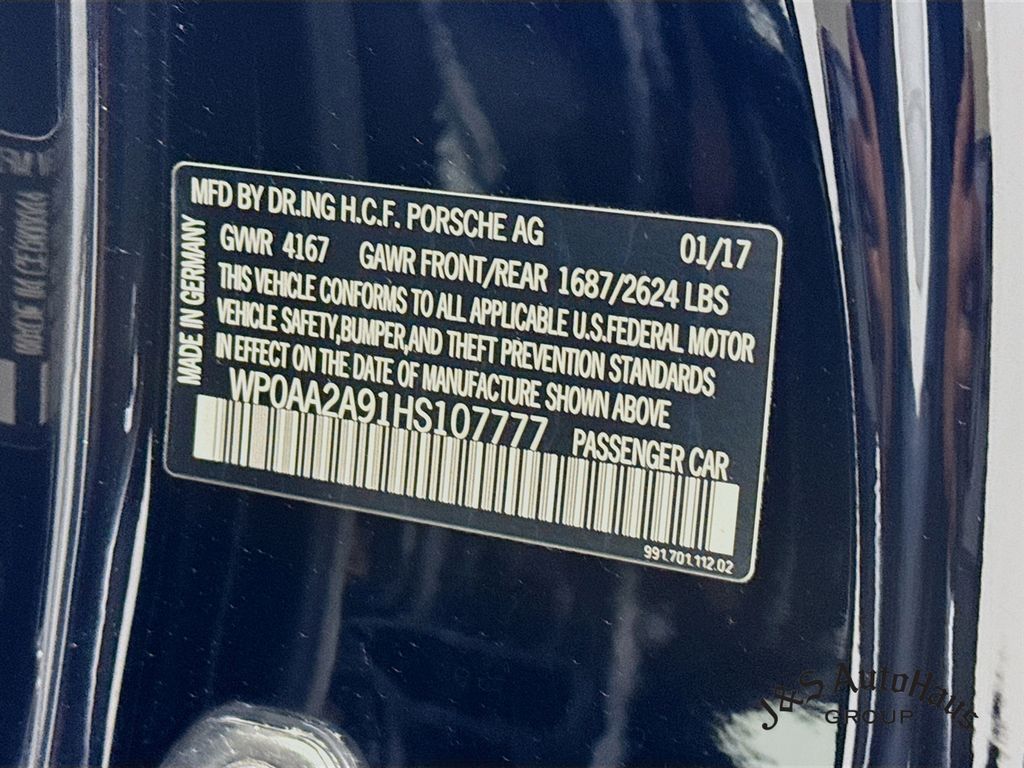 MFD BY DR.ING H.C.F. PORSCHE AG 01/17
GVWR 4167 GAWR FRONT/REAR 1687/2624 LBS
THIS VEHICLE CONFORMS TO ALL APPLICABLE U.S.FEDERAL MOTOR
VEHICLE SAFETY,BUMPER,AND THEFT PREVENTION STANDARDS
IN EFFECT ON THE DATE OF MANUFACTURE SHOWN ABOVE
WP0AA2A91HS107777 PASSENGER CAR
991.701.112.02
MADE IN GERMANY
J&S AutoHaus
GROUP